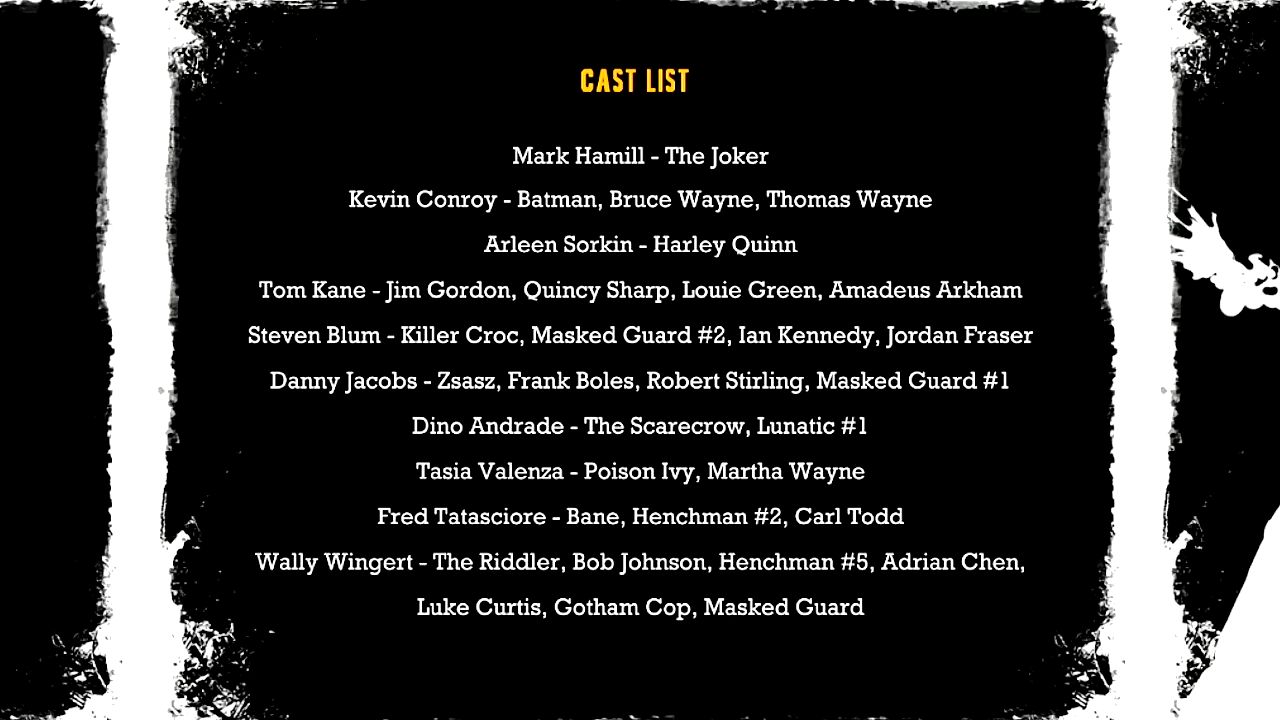 CAST LIST
Mark Hamill - The Joker
Kevin Conroy - Batman, Bruce Wayne, Thomas Wayne
Arleen Sorkin - Harley Quinn
Tom Kane - Jim Gordon, Quincy Sharp, Louie Green, Amadeus Arkham
Steven Blum - Killer Croc, Masked Guard #2, Ian Kennedy, Jordan Fraser
Danny Jacobs - Zsasz, Frank Boles, Robert Stirling, Masked Guard #1
Dino Andrade - The Scarecrow, Lunatic #1
Tasia Valenza - Poison Ivy, Martha Wayne
Fred Tatasciore - Bane, Henchman #2, Carl Todd
Wally Wingert - The Riddler, Bob Johnson, Henchman #5, Adrian Chen,
Luke Curtis, Gotham Cop, Masked Guard